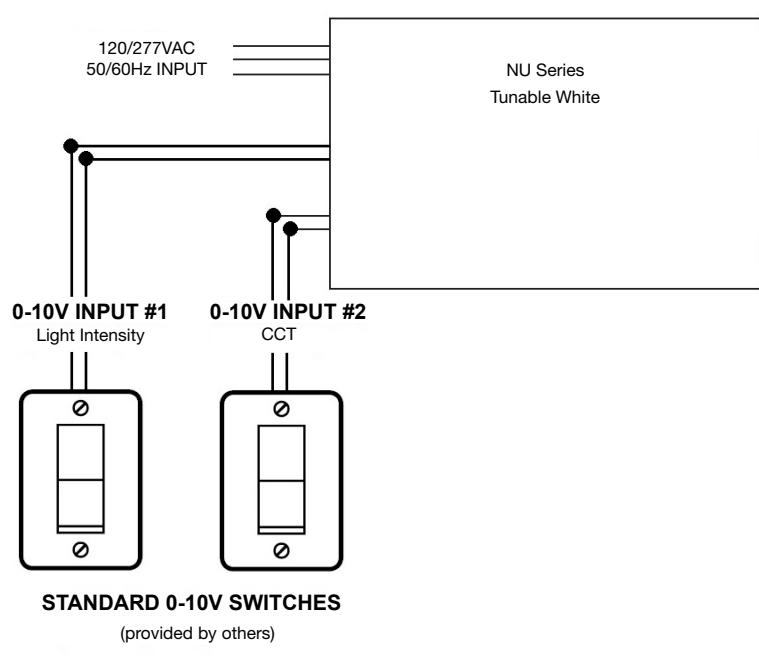 120/277VAC
50/60Hz INPUT
NU Series
Tunable White
0-10V INPUT #1
Light Intensity
0-10V INPUT #2
CCT
STANDARD 0-10V SWITCHES
(provided by others)